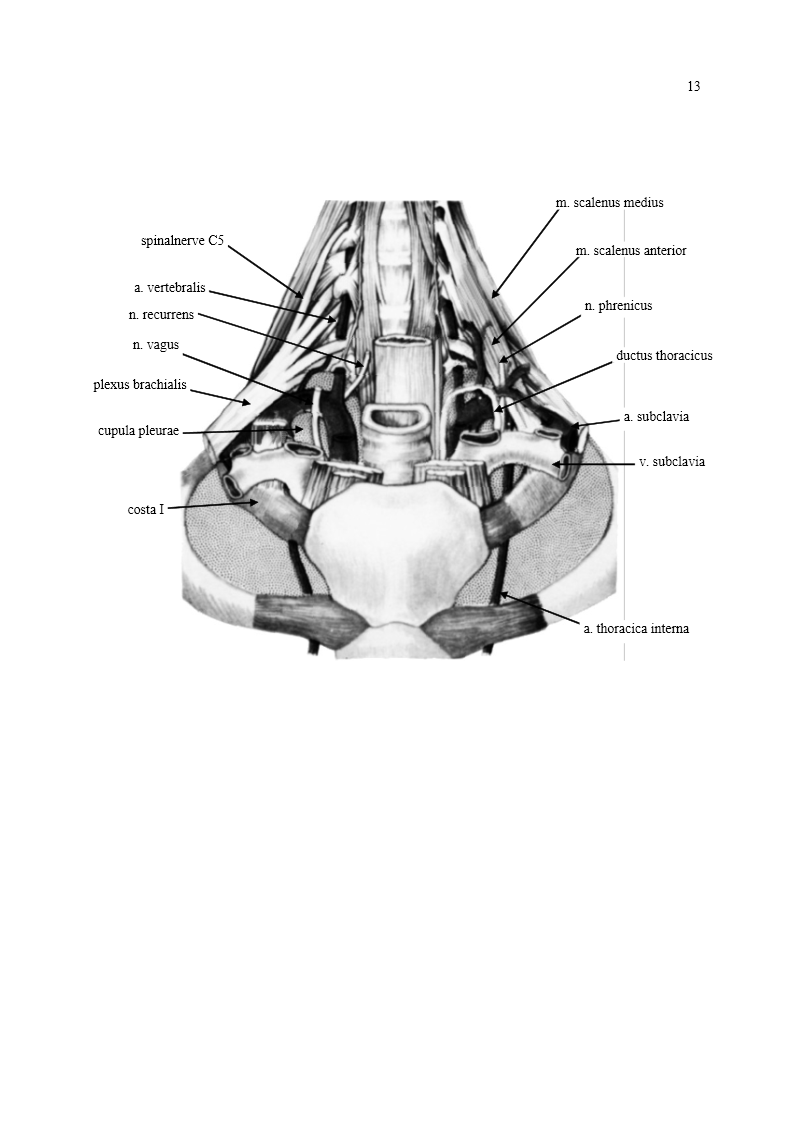 13
m. scalenus medius
spinalnerve C5
m. scalenus anterior
a. vertebralis
n. phrenicus
n. recurrens
n. vagus
ductus thoracicus
plexus brachialis
a. subclavia
cupula pleurae
v. subclavia
costa I
a. thoracica interna